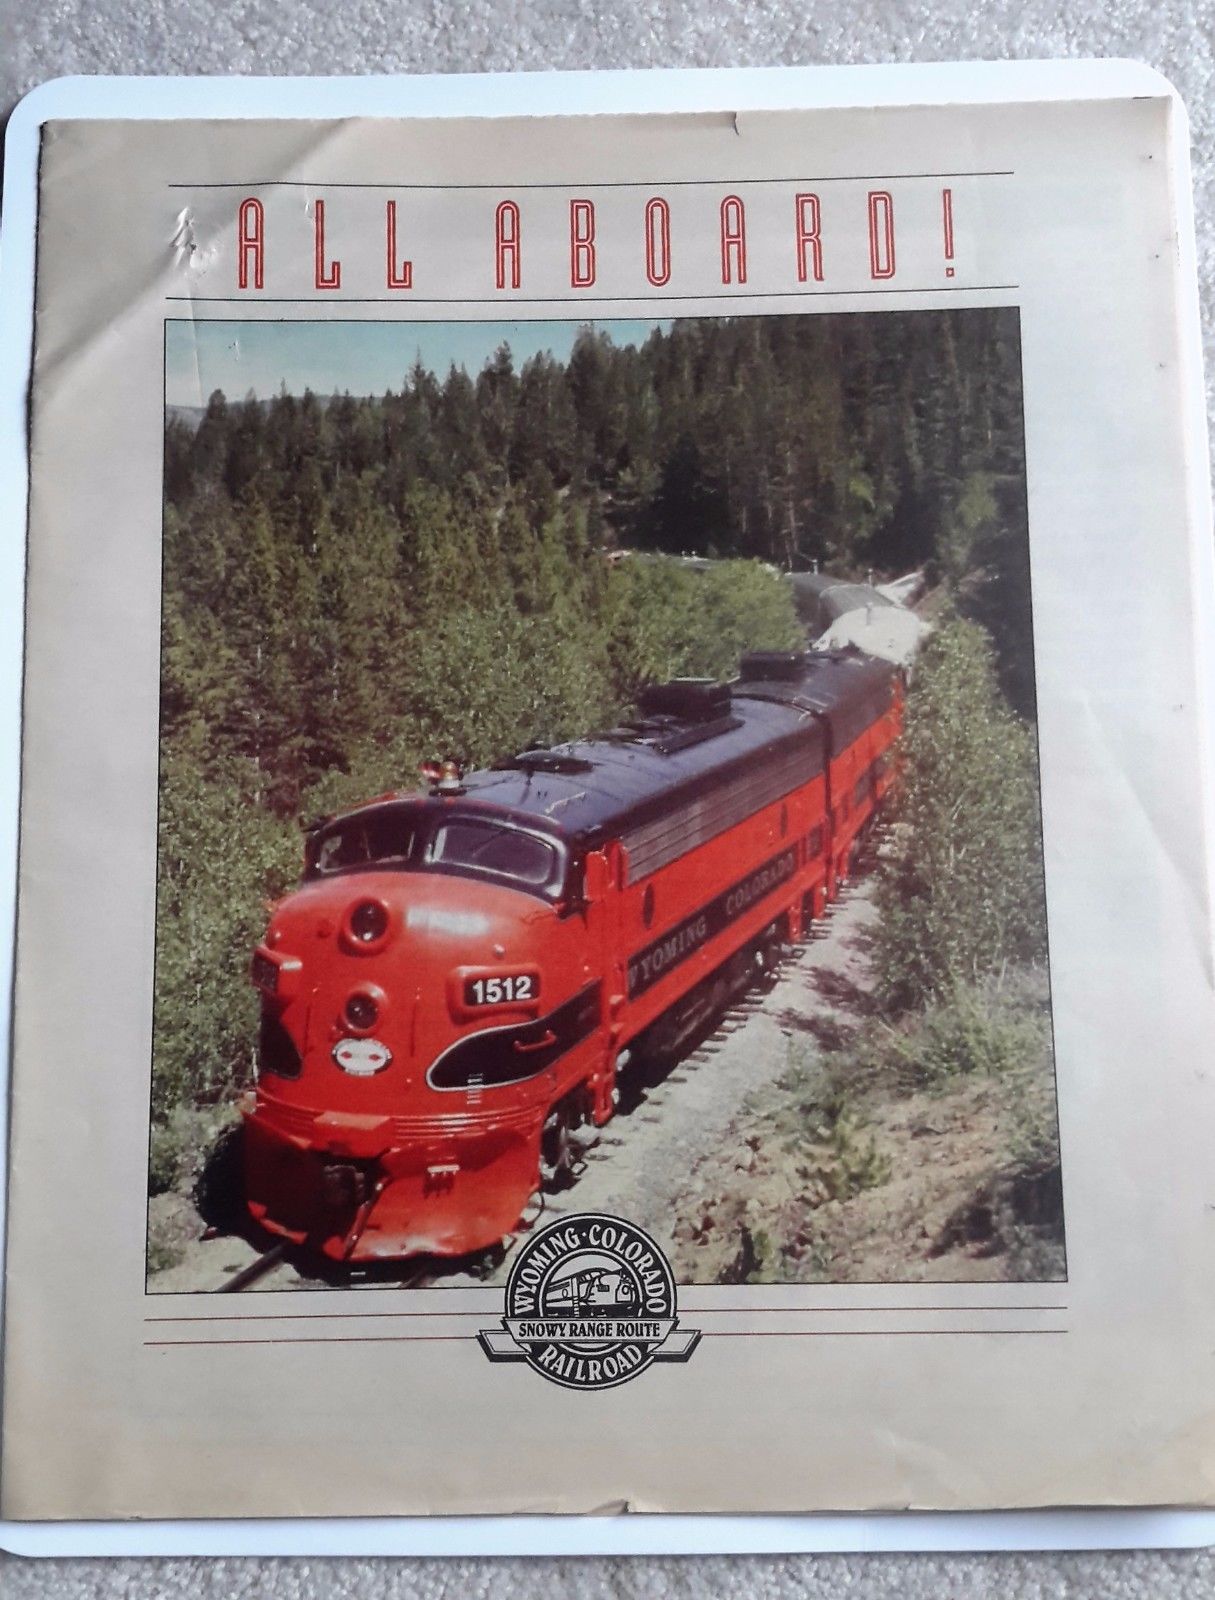 ALL ABOARD!
WYOMING COLORADO
1512
WYOMING·COLORADO
SNOWY RANGE ROUTE
RAILROAD